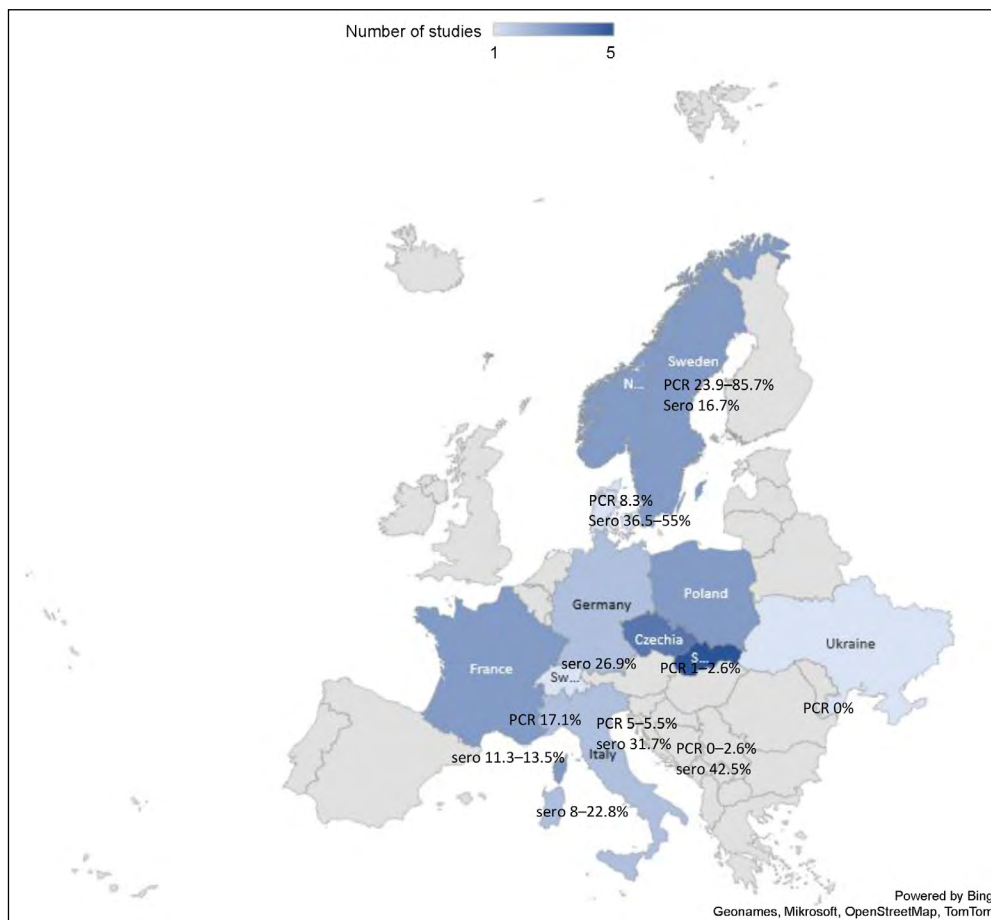 Number of studies
1 5
Sweden
N...
PCR 23.9–85.7%
Sero 16.7%
PCR 8.3%
Sero 36.5–55%
Germany
Poland
Czechia
Ukraine
S...
PCR 1–2.6%
France
sero 26.9%
Sw...
PCR 0%
PCR 17.1%
PCR 5–5.5%
sero 31.7%
PCR 0–2.6%
sero 42.5%
sero 11.3–13.5%
Italy
sero 8–22.8%
Powered by Bing
Geonames, Mikrosoft, OpenStreetMap, TomTom